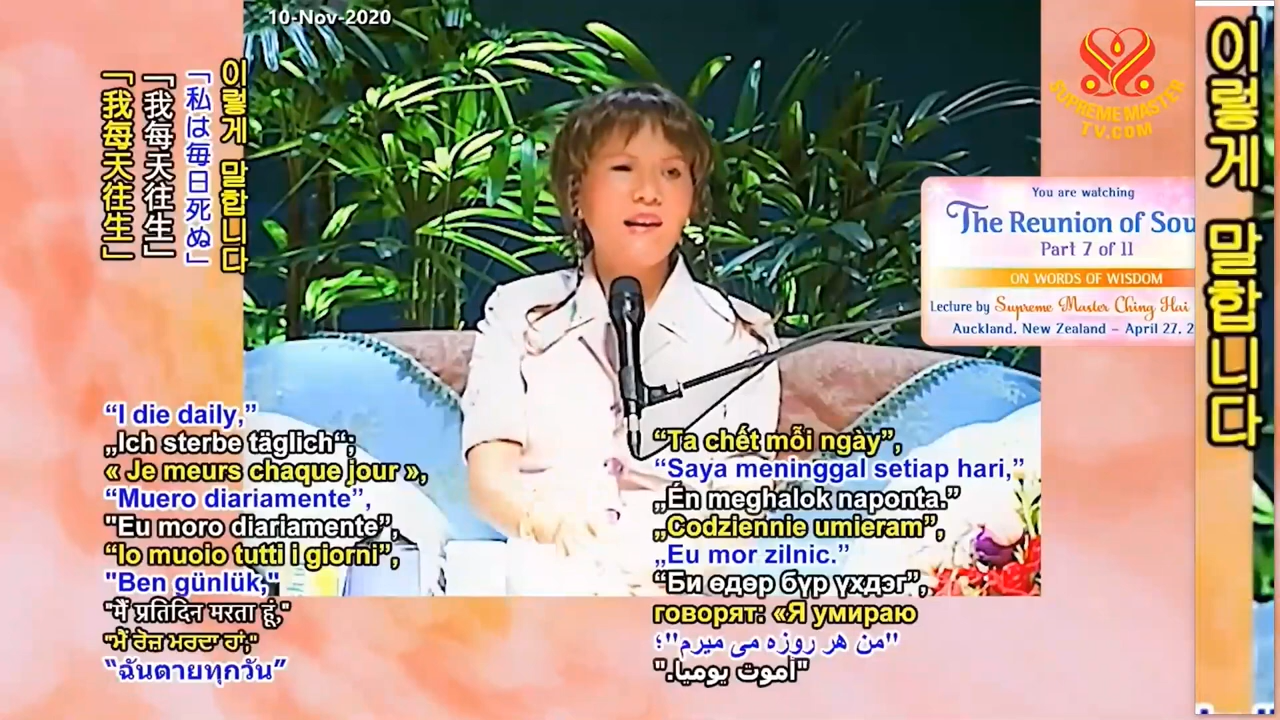 10-Nov-2020
SUPREME MASTER
TV.COM
이렇게 말합니다
「私は毎日死ぬ」
「我每天往生」
「我每天往生」
You are watching
The Reunion of Sou
Part 7 of 11
ON WORDS OF WISDOM
Lecture by Supreme Master Ching Hai
Auckland, New Zealand – April 27, 2
이렇게 말합니다
“I die daily,”
„Ich sterbe täglich“;
« Je meurs chaque jour »,
“Muero diariamente”,
"Eu moro diariamente”,
“Io muoio tutti i giorni”,
"Ben günlük,"
"मैं प्रतिदिन मरता हूं,"
"ਮੈਂ ਰੋਜ਼ ਮਰਦਾ ਹਾਂ,"
“ฉันตายทุกวัน”
“Ta chết mỗi ngày”,
“Saya meninggal setiap hari,”
„Én meghalok naponta.”
„Codziennie umieram”,
„Eu mor zilnic.”
“Би өдөр бүр үхдэг”,
говорят: «Я умираю
"من هر روزه می میرم"؛
"أموت يوميا."